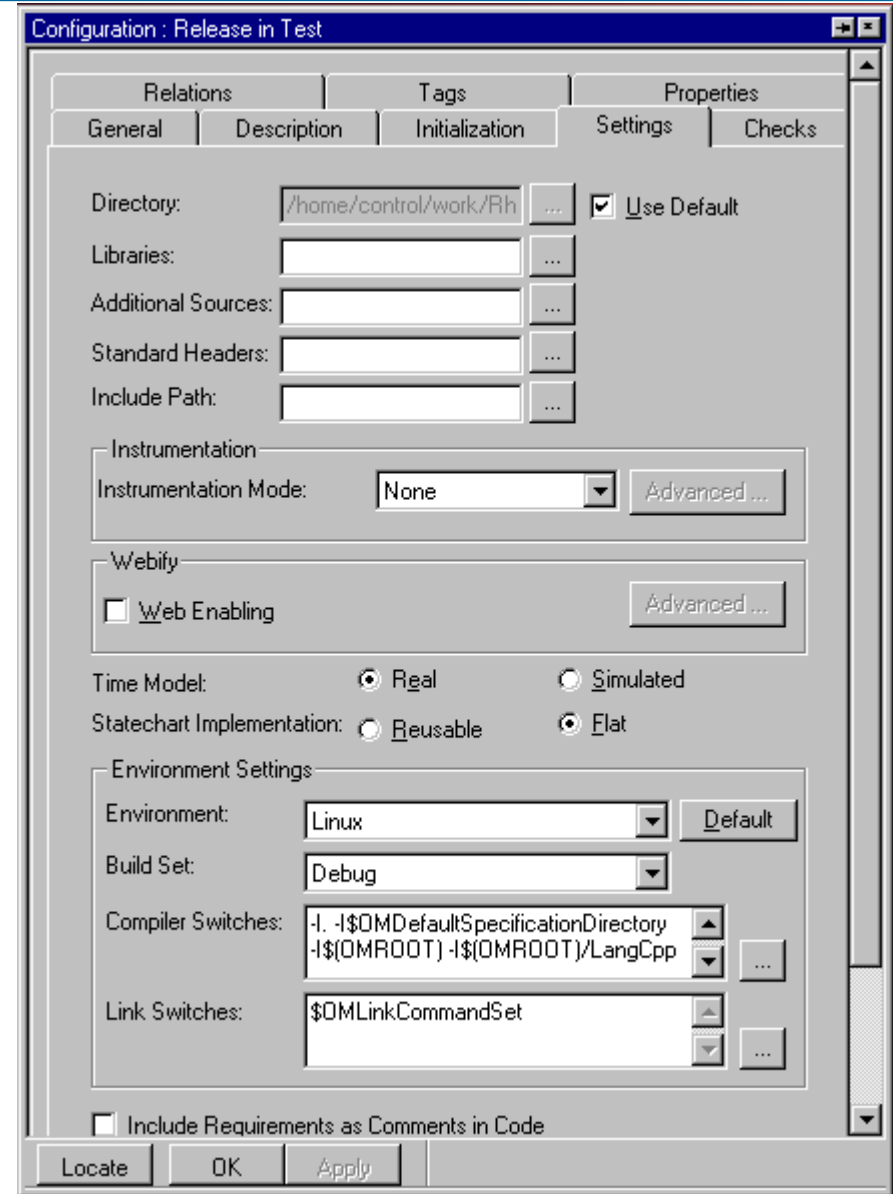 Configuration : Release in Test
Relations Tags Properties
General Description Initialization Settings Checks
Directory: /home/control/work/Rh ... Use Default
Libraries: ...
Additional Sources: ...
Standard Headers: ...
Include Path: ...
Instrumentation
Instrumentation Mode: None Advanced ...
Webify
Web Enabling Advanced ...
Time Model: Real Simulated
Statechart Implementation: Reusable Flat
Environment Settings
Environment: Linux Default
Build Set: Debug
Compiler Switches: -I. -I$OMDefaultSpecificationDirectory
-I$(OMROOT) -I$(OMROOT)/LangCpp ...
Link Switches: $OMLinkCommandSet
...
Include Requirements as Comments in Code
Locate OK Apply